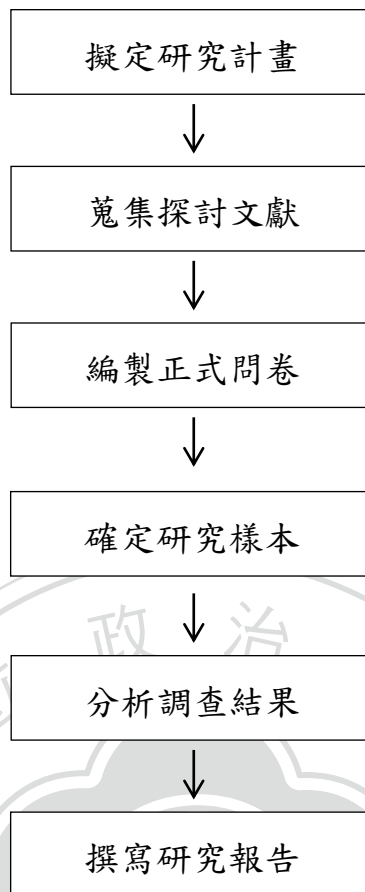 擬定研究計畫
蒐集探討文獻
編製正式問卷
確定研究樣本
政 治
分析調查結果
撰寫研究報告